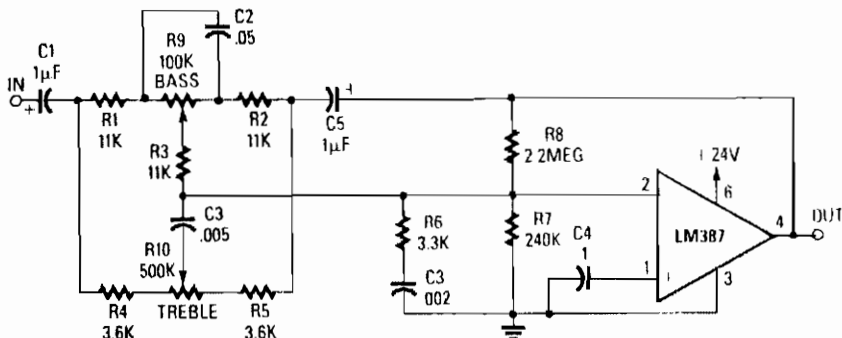 IN
C1
1µF
+
R1
11K
R9
100K
BASS
C2
.05
R2
11K
R3
11K
C3
.005
R10
500K
TREBLE
R4
3.6K
R5
3.6K
C5
1µF
+
R6
3.3K
C3
002
R8
2 2MEG
R7
240K
C4
1
24V
6
2
1
LM387
4
3
OUT